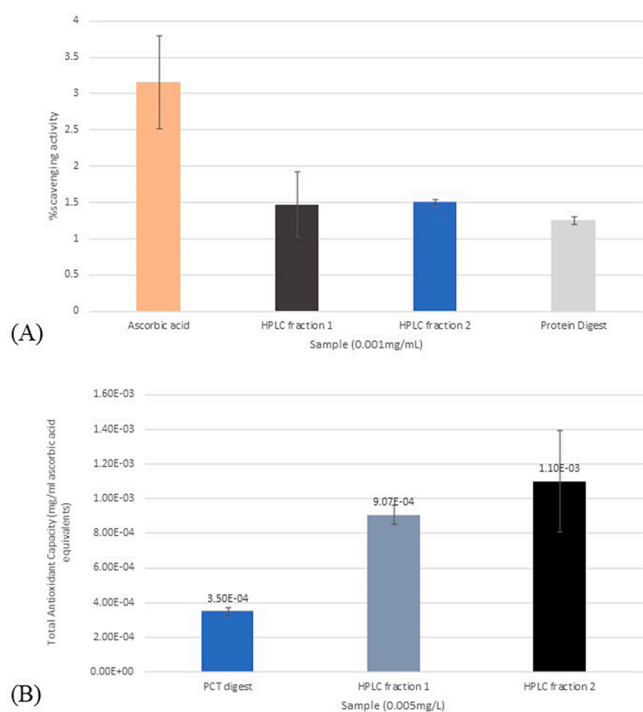 4
3.5
3
2.5
2
1.5
1
0.5
0
%scavenging activity
Ascorbic acid
HPLC fraction 1
HPLC fraction 2
Protein Digest
Sample (0.001mg/mL)
(A)
1.60E-03
1.40E-03
1.20E-03
1.00E-03
8.00E-04
6.00E-04
4.00E-04
2.00E-04
0.00E+00
Total Antioxidant Capacity (mg/ml ascorbic acid
equivalents)
3.50E-04
9.07E-04
1.10E-03
PCT digest
HPLC fraction 1
HPLC fraction 2
Sample (0.005mg/L)
(B)